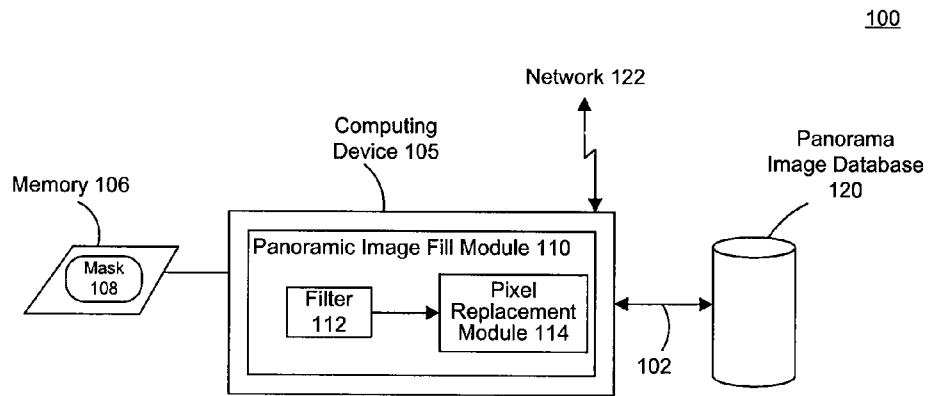 100
Network 122
Computing
Device 105
Panorama
Image Database
120
Memory 106
Mask
108
Panoramic Image Fill Module 110
Filter
112
Pixel
Replacement
Module 114
102